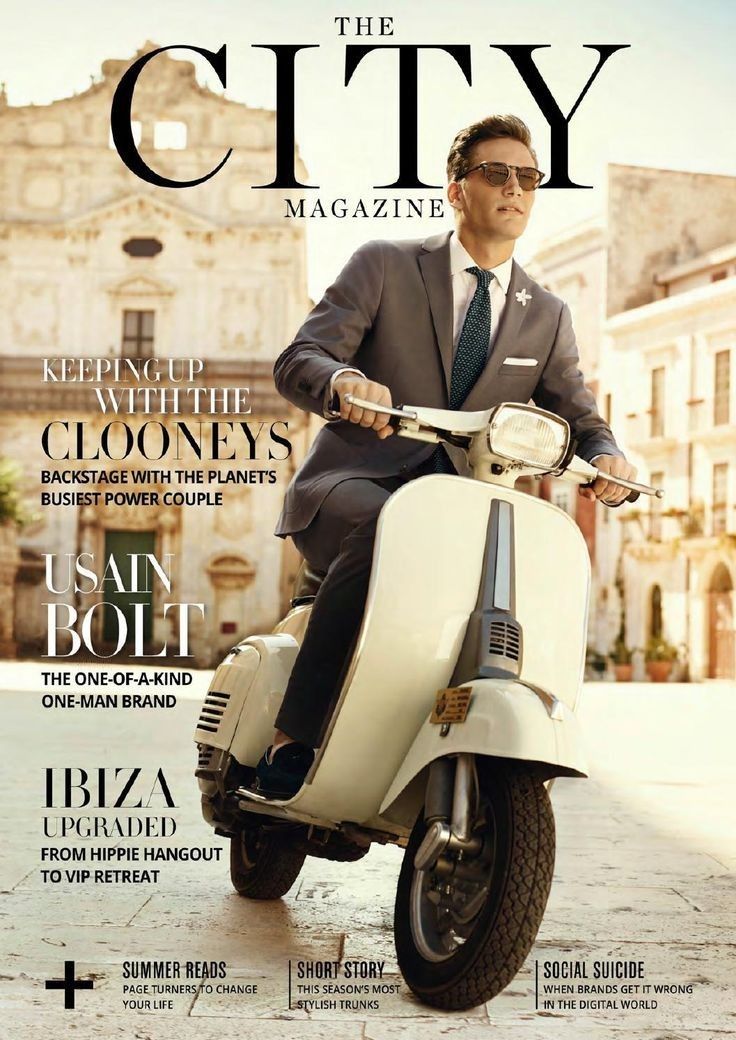 THE
CITY
MAGAZINE
KEEPING UP
WITH THE
CLOONEYS
BACKSTAGE WITH THE PLANET'S
BUSIEST POWER COUPLE
USAIN
BOLT
THE ONE-OF-A-KIND
ONE-MAN BRAND
IBIZA
UPGRADED
FROM HIPPIE HANGOUT
TO VIP RETREAT
+
SUMMER READS
PAGE TURNERS TO CHANGE
YOUR LIFE
SHORT STORY
THIS SEASON'S MOST
STYLISH TRUNKS
SOCIAL SUICIDE
WHEN BRANDS GET IT WRONG
IN THE DIGITAL WORLD